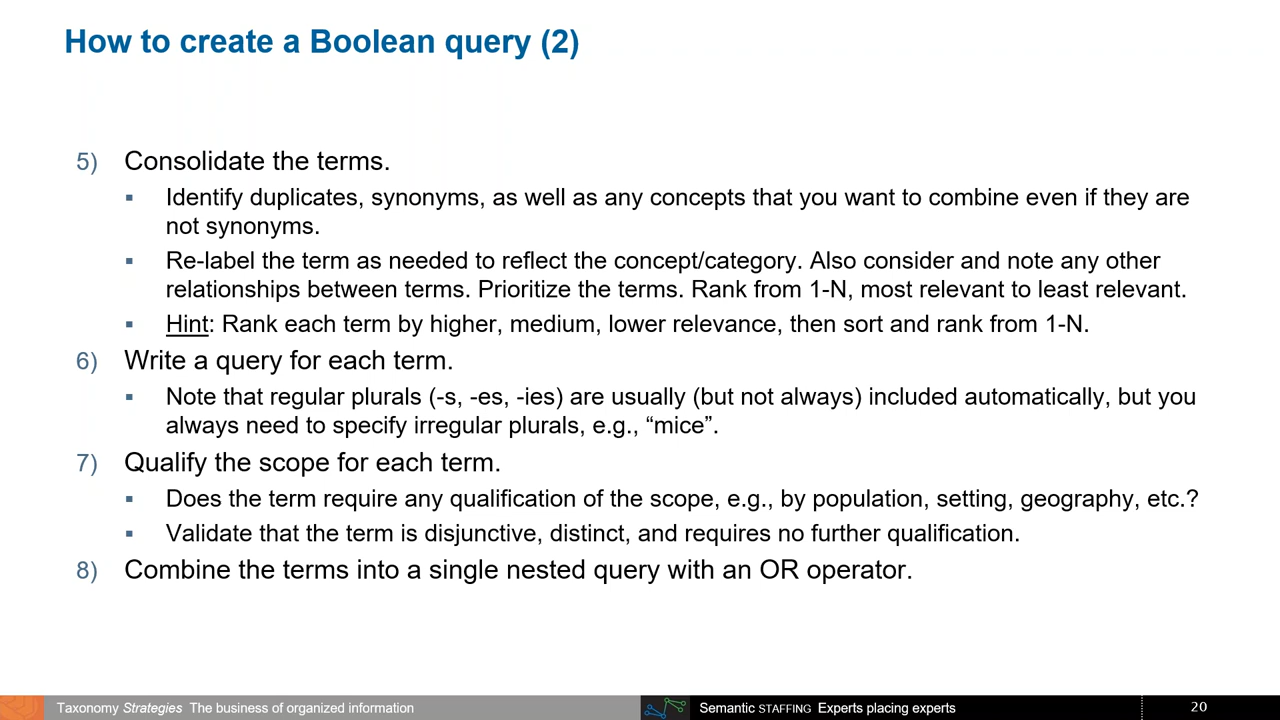 How to create a Boolean query (2)
5) Consolidate the terms.
▪ Identify duplicates, synonyms, as well as any concepts that you want to combine even if they are
not synonyms.
▪ Re-label the term as needed to reflect the concept/category. Also consider and note any other
relationships between terms. Prioritize the terms. Rank from 1-N, most relevant to least relevant.
▪ Hint: Rank each term by higher, medium, lower relevance, then sort and rank from 1-N.
6) Write a query for each term.
▪ Note that regular plurals (-s, -es, -ies) are usually (but not always) included automatically, but you
always need to specify irregular plurals, e.g., “mice”.
7) Qualify the scope for each term.
▪ Does the term require any qualification of the scope, e.g., by population, setting, geography, etc.?
▪ Validate that the term is disjunctive, distinct, and requires no further qualification.
8) Combine the terms into a single nested query with an OR operator.
Taxonomy Strategies The business of organized information
Semantic STAFFING Experts placing experts
20